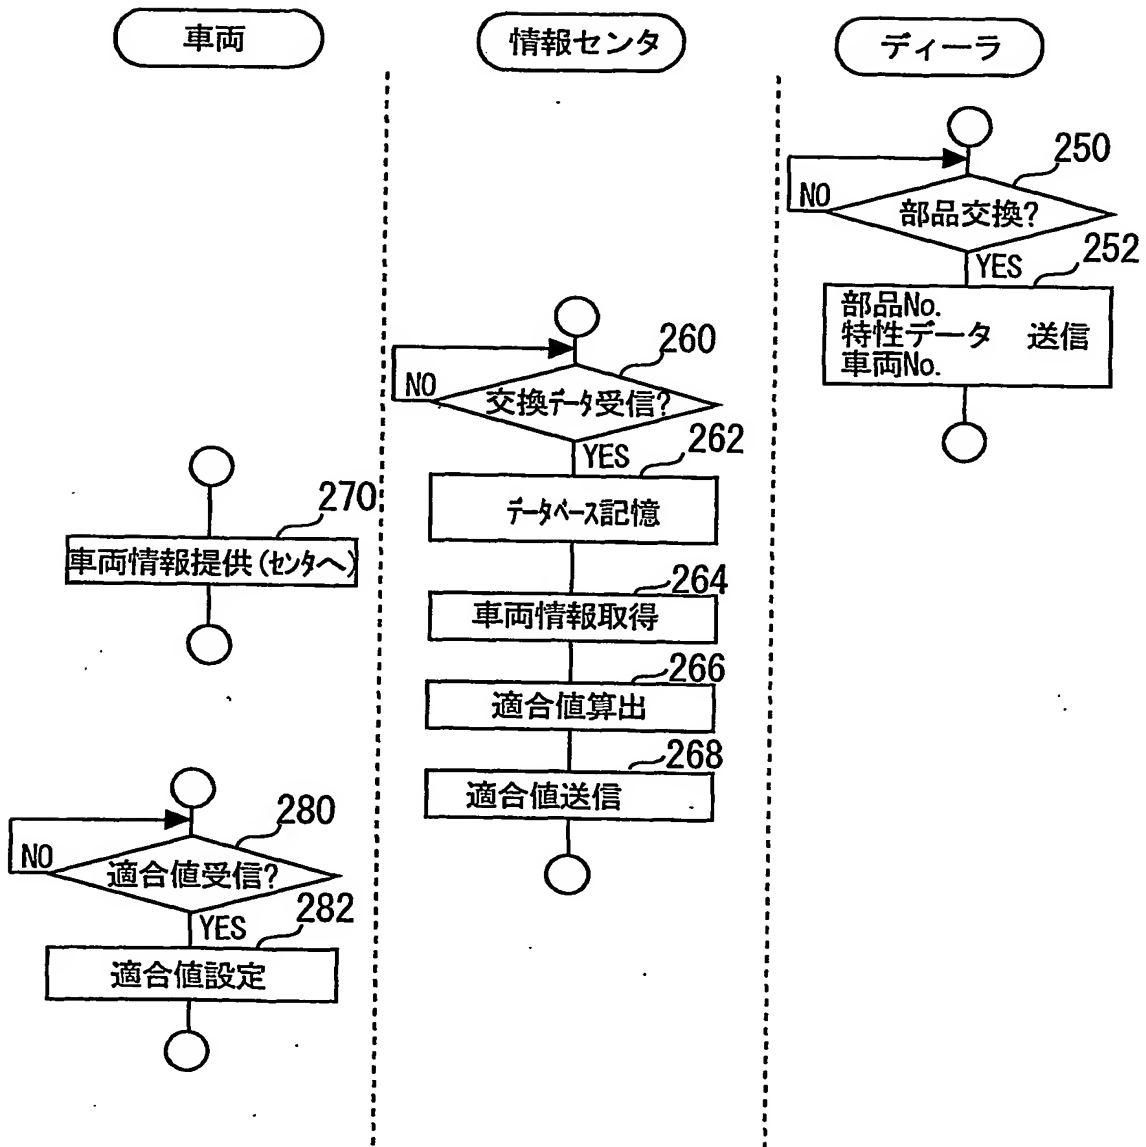 車両
情報センタ
ディーラ
250
NO
部品交換?
YES
252
部品No.
特性データ 送信
車両No.
260
NO
交換データ受信?
YES
262
データベース記憶
264
車両情報取得
266
適合値算出
268
適合値送信
270
車両情報提供(センタへ)
280
NO
適合値受信?
YES
282
適合値設定